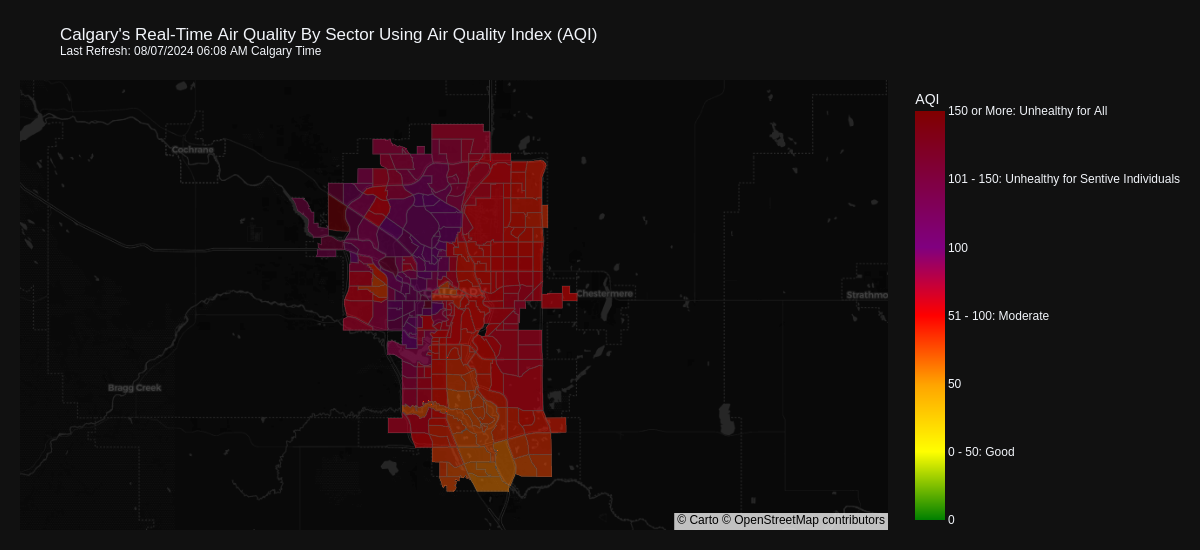 Calgary's Real-Time Air Quality By Sector Using Air Quality Index (AQI)
Last Refresh: 08/07/2024 06:08 AM Calgary Time
AQI
150 or More: Unhealthy for All
101 - 150: Unhealthy for Sentive Individuals
100
51 - 100: Moderate
50
0 - 50: Good
0
Cochrane
CALGARY
Chestermere
Strathmo
Bragg Creek
© Carto © OpenStreetMap contributors